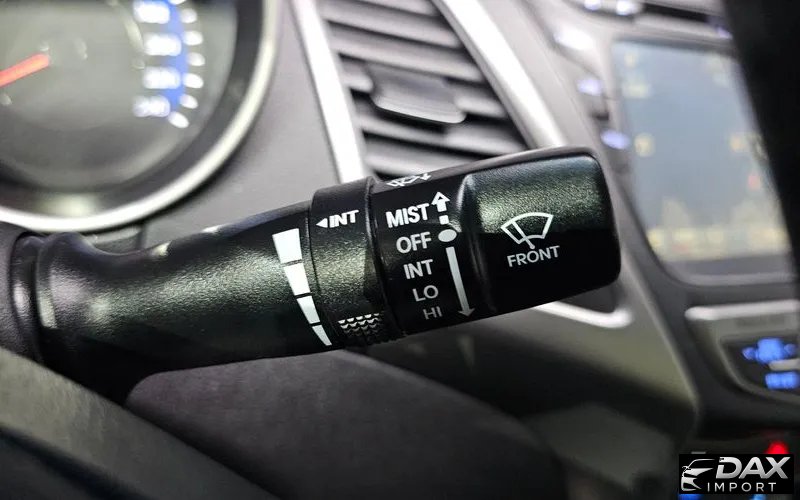 ◄INT
MIST
OFF
INT
LO
HI
FRONT
DAX
IMPORT